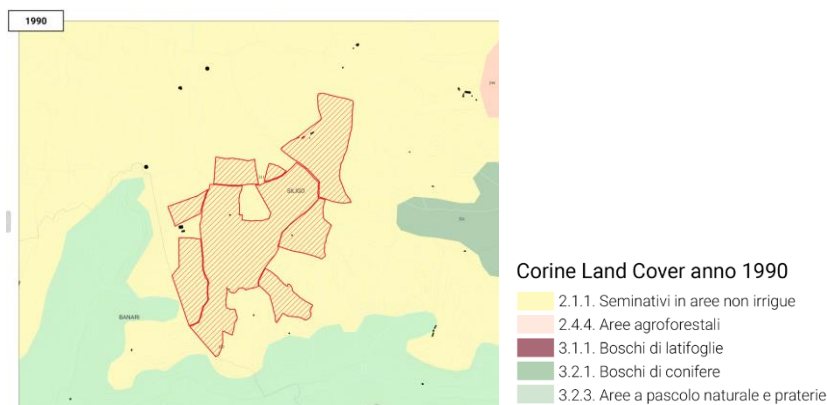 1990
SILIGO
BANARI
Corine Land Cover anno 1990
2.1.1. Seminativi in aree non irrigue
2.4.4. Aree agroforestali
3.1.1. Boschi di latifoglie
3.2.1. Boschi di conifere
3.2.3. Aree a pascolo naturale e praterie